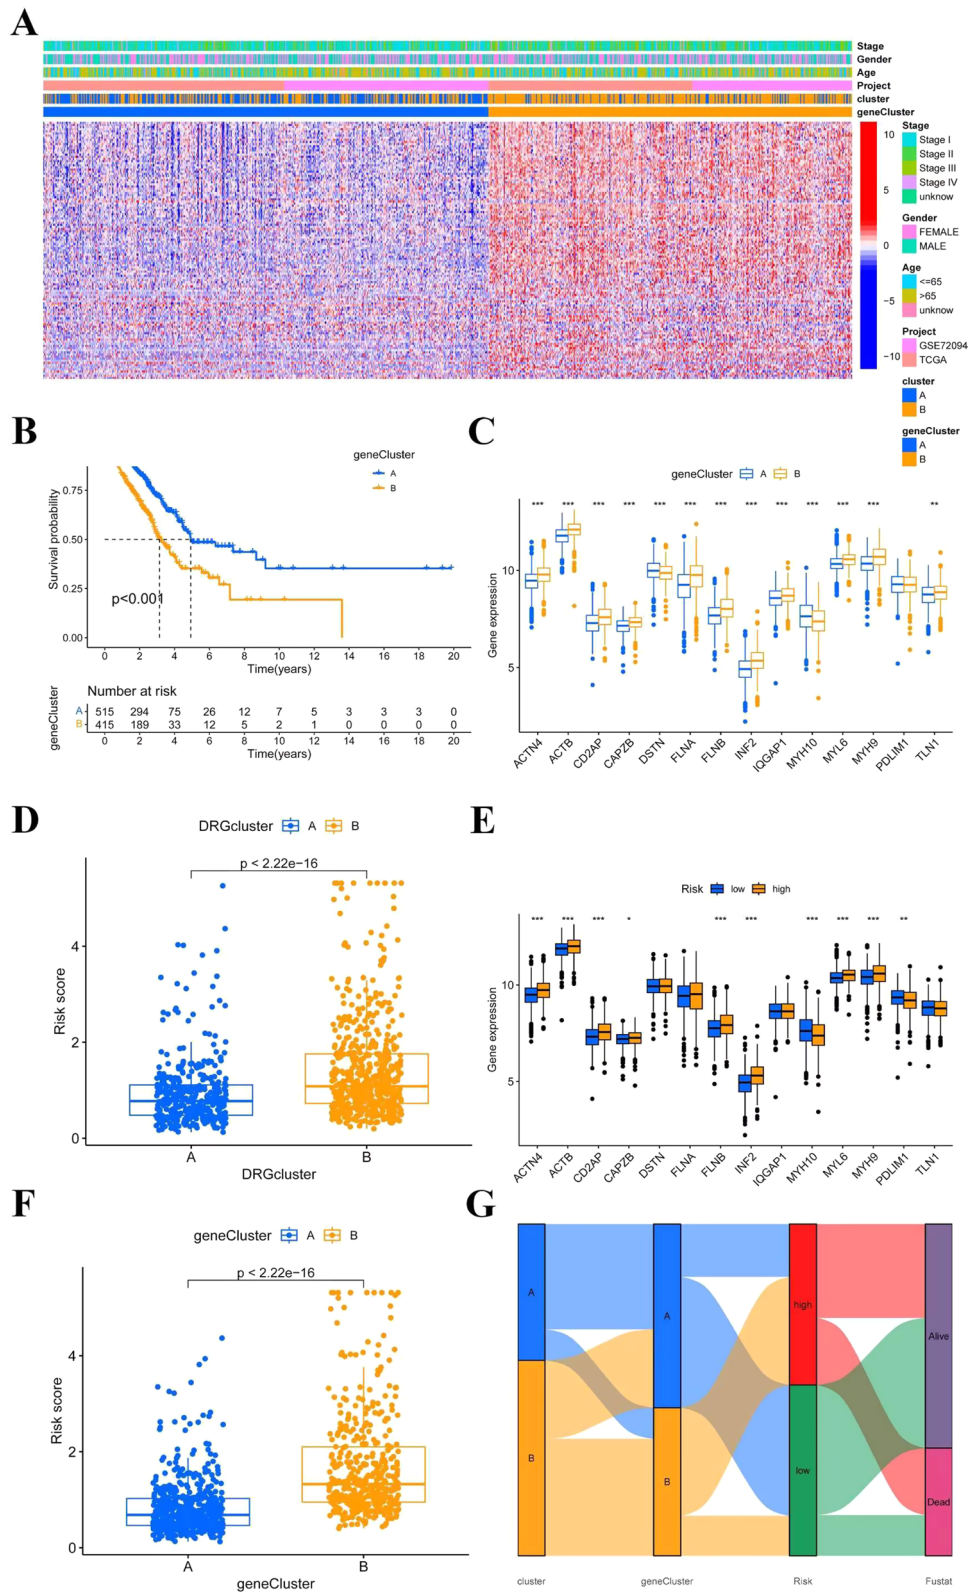 A
Stage
Gender
Age
Project
cluster
geneCluster
10
5
0
−5
−10
Stage
Stage I
Stage II
Stage III
Stage IV
unknow
Gender
FEMALE
MALE
Age
<=65
>65
unknow
Project
GSE72094
TCGA
cluster
A
B
geneCluster
A
B
B
geneCluster
A
B
Survival probability
0.75
0.50
0.25
0.00
p<0.001
0 2 4 6 8 10 12 14 16 18 20
Time(years)
Number at risk
geneCluster
A 515 294 75 26 12 7 5 3 3 3 0
B 415 189 33 12 5 2 1 0 0 0 0
0 2 4 6 8 10 12 14 16 18 20
Time(years)
C
geneCluster A B
*** *** *** *** *** *** *** *** *** *** *** *** **
Gene expression
10
5
ACTN4 ACTB CD2AP CAPZB DSTN FLNA FLNB INF2 IQGAP1 MYH10 MYL6 MYH9 PDLIM1 TLN1
D
DRGcluster A B
p < 2.22e−16
Risk score
4
2
0
A B
DRGcluster
E
Risk low high
*** *** *** * *** *** *** *** *** **
Gene expression
10
5
ACTN4 ACTB CD2AP CAPZB DSTN FLNA FLNB INF2 IQGAP1 MYH10 MYL6 MYH9 PDLIM1 TLN1
F
geneCluster A B
p < 2.22e−16
Risk score
4
2
0
A B
geneCluster
G
A
B
A
B
high
low
Alive
Dead
cluster geneCluster Risk Fustat